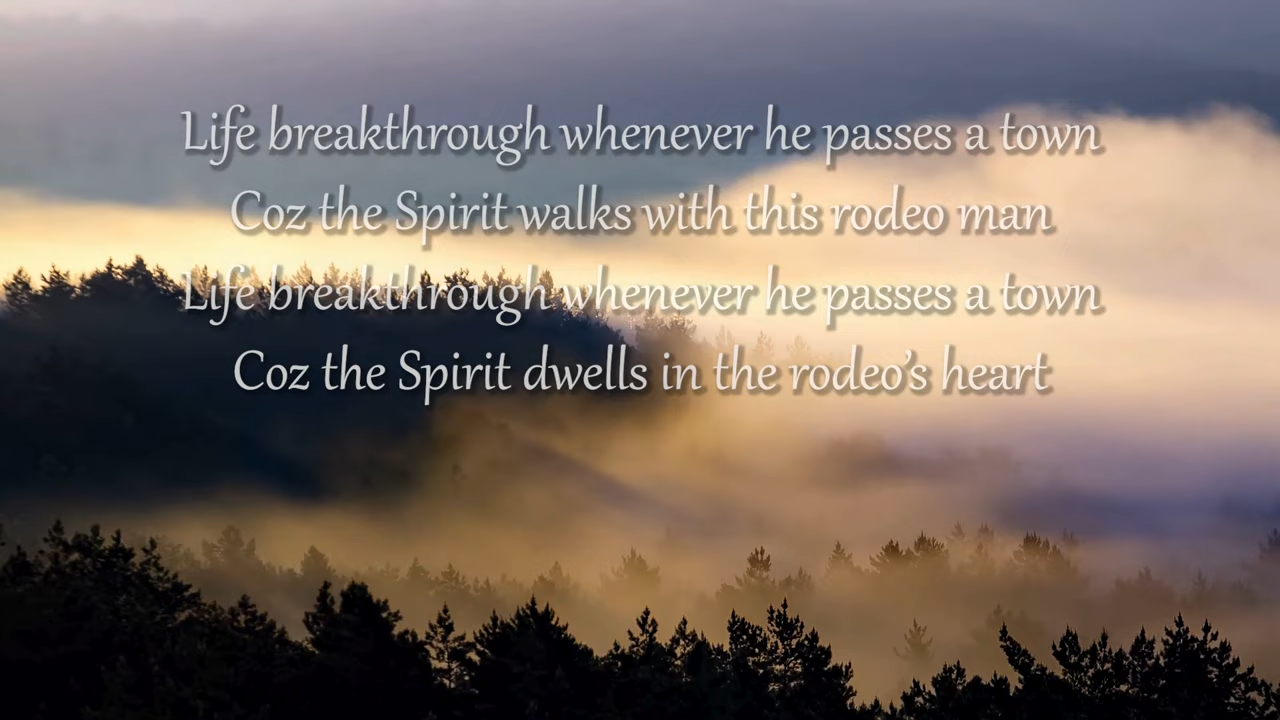 Life breakthrough whenever he passes a town
Coz the Spirit walks with this rodeo man
Life breakthrough whenever he passes a town
Coz the Spirit dwells in the rodeo’s heart